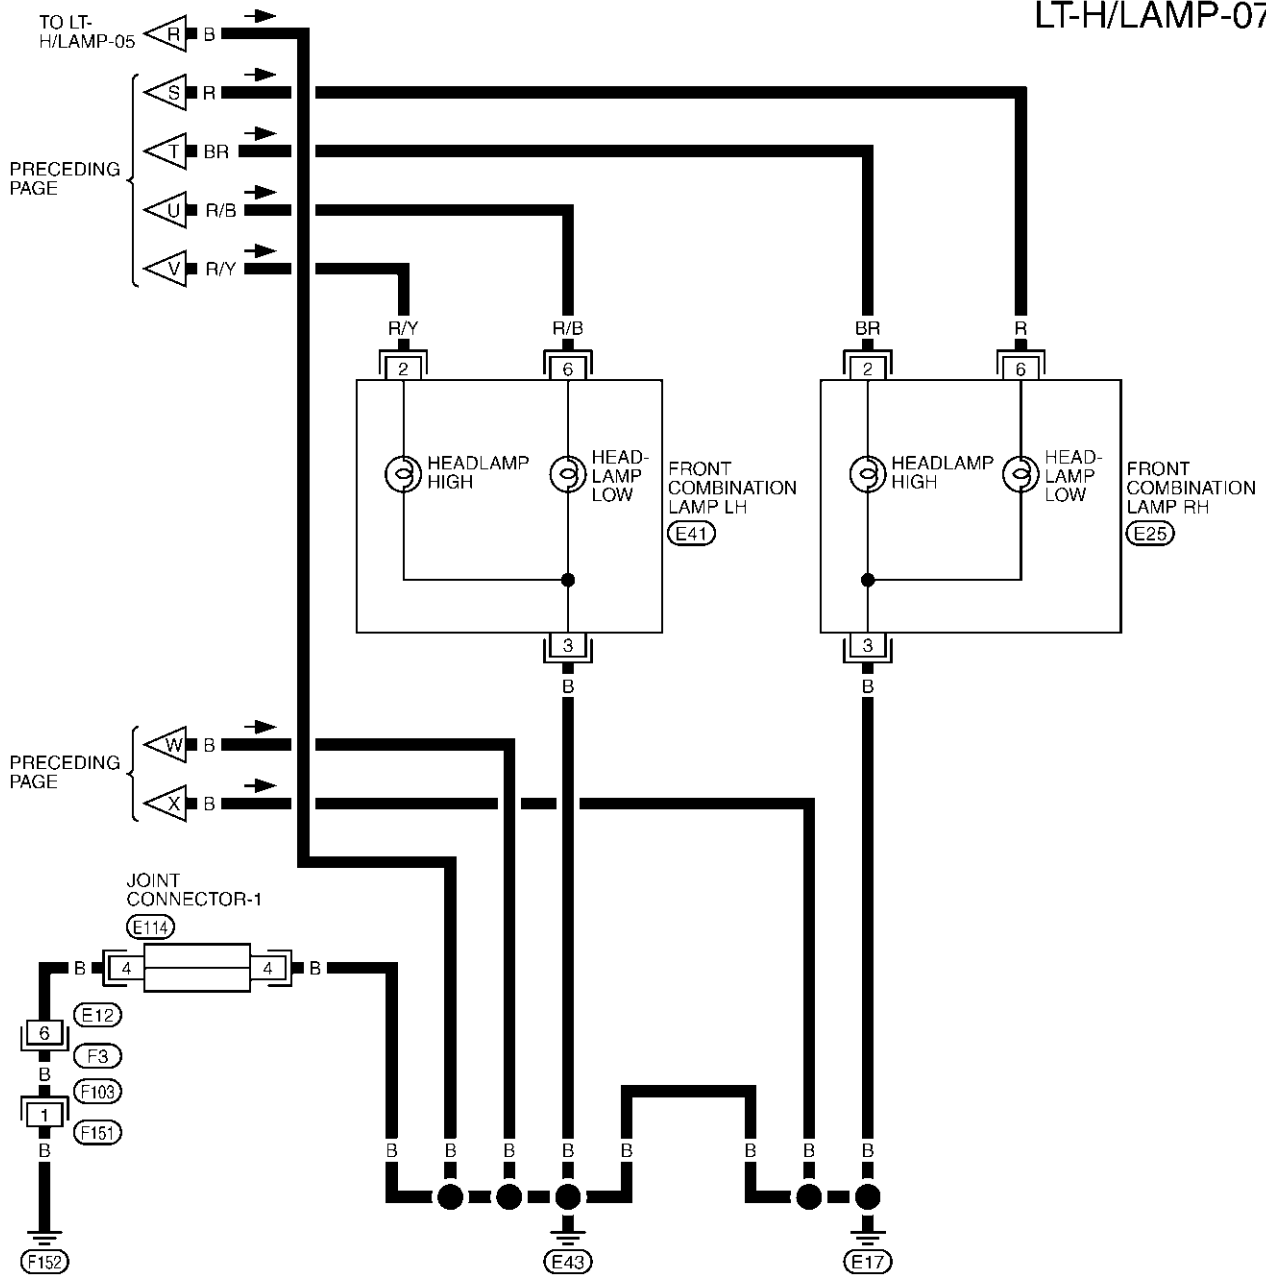 LT-H/LAMP-07
TO LT-
H/LAMP-05
R B
S R
T BR
PRECEDING
PAGE
U R/B
V R/Y
R/Y R/B BR R
2 6 2 6
HEADLAMP
HIGH
HEAD-
LAMP
LOW
FRONT
COMBINATION
LAMP LH
E41
HEADLAMP
HIGH
HEAD-
LAMP
LOW
FRONT
COMBINATION
LAMP RH
E25
3 3
B B
PRECEDING
PAGE
W B
X B
JOINT
CONNECTOR-1
E114
B 4 4 B
E12
6
F3
B
F103
1
F151
B B B B B B B B B
F152 E43 E17